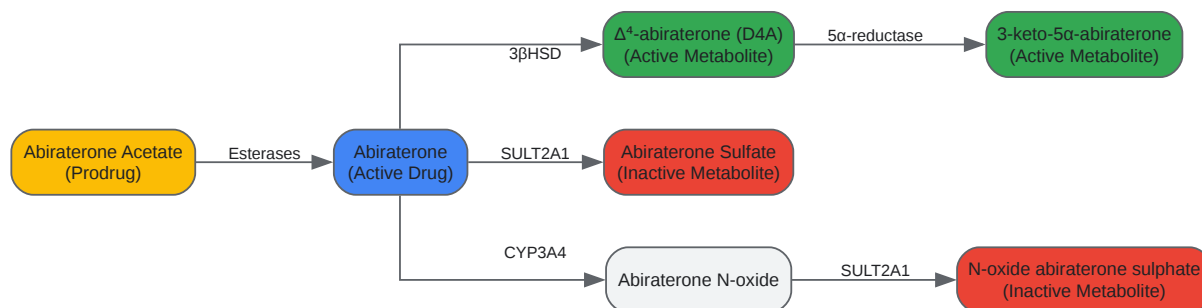 Δ⁴-abiraterone (D4A)
(Active Metabolite)
5α-reductase
3-keto-5α-abiraterone
(Active Metabolite)
3βHSD
Abiraterone Acetate
(Prodrug)
Esterases
Abiraterone
(Active Drug)
SULT2A1
Abiraterone Sulfate
(Inactive Metabolite)
CYP3A4
Abiraterone N-oxide
SULT2A1
N-oxide abiraterone sulphate
(Inactive Metabolite)